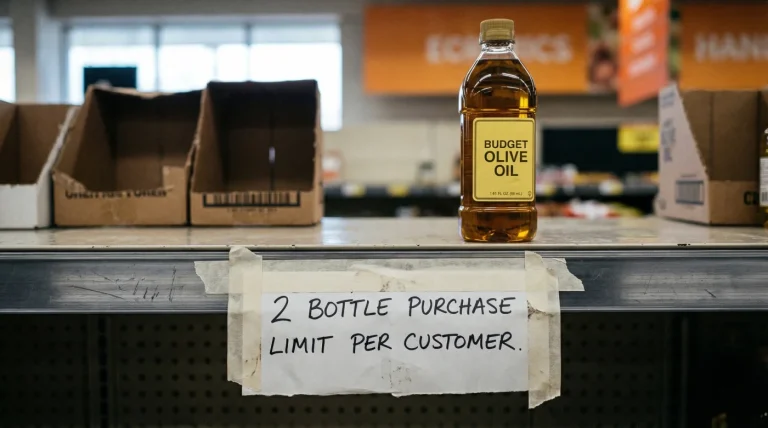 BUDGET
OLIVE
OIL
2 BOTTLE PURCHASE
LIMIT PER CUSTOMER.